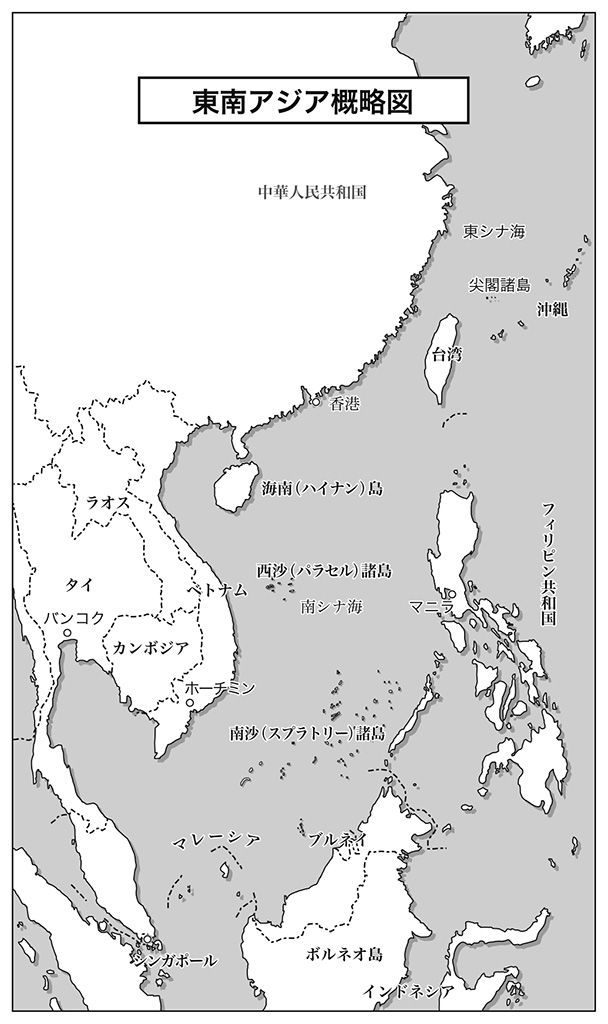 東南アジア概略図
中華人民共和国
東シナ海
尖閣諸島
沖縄
台湾
香港
海南(ハイナン)島
ラオス
フィリピン共和国
西沙(パラセル)諸島
タイ
ベトナム
南シナ海
マニラ
バンコク
カンボジア
ホーチミン
南沙(スプラトリー)諸島
マレーシア
ブルネイ
シンガポール
ボルネオ島
インドネシア